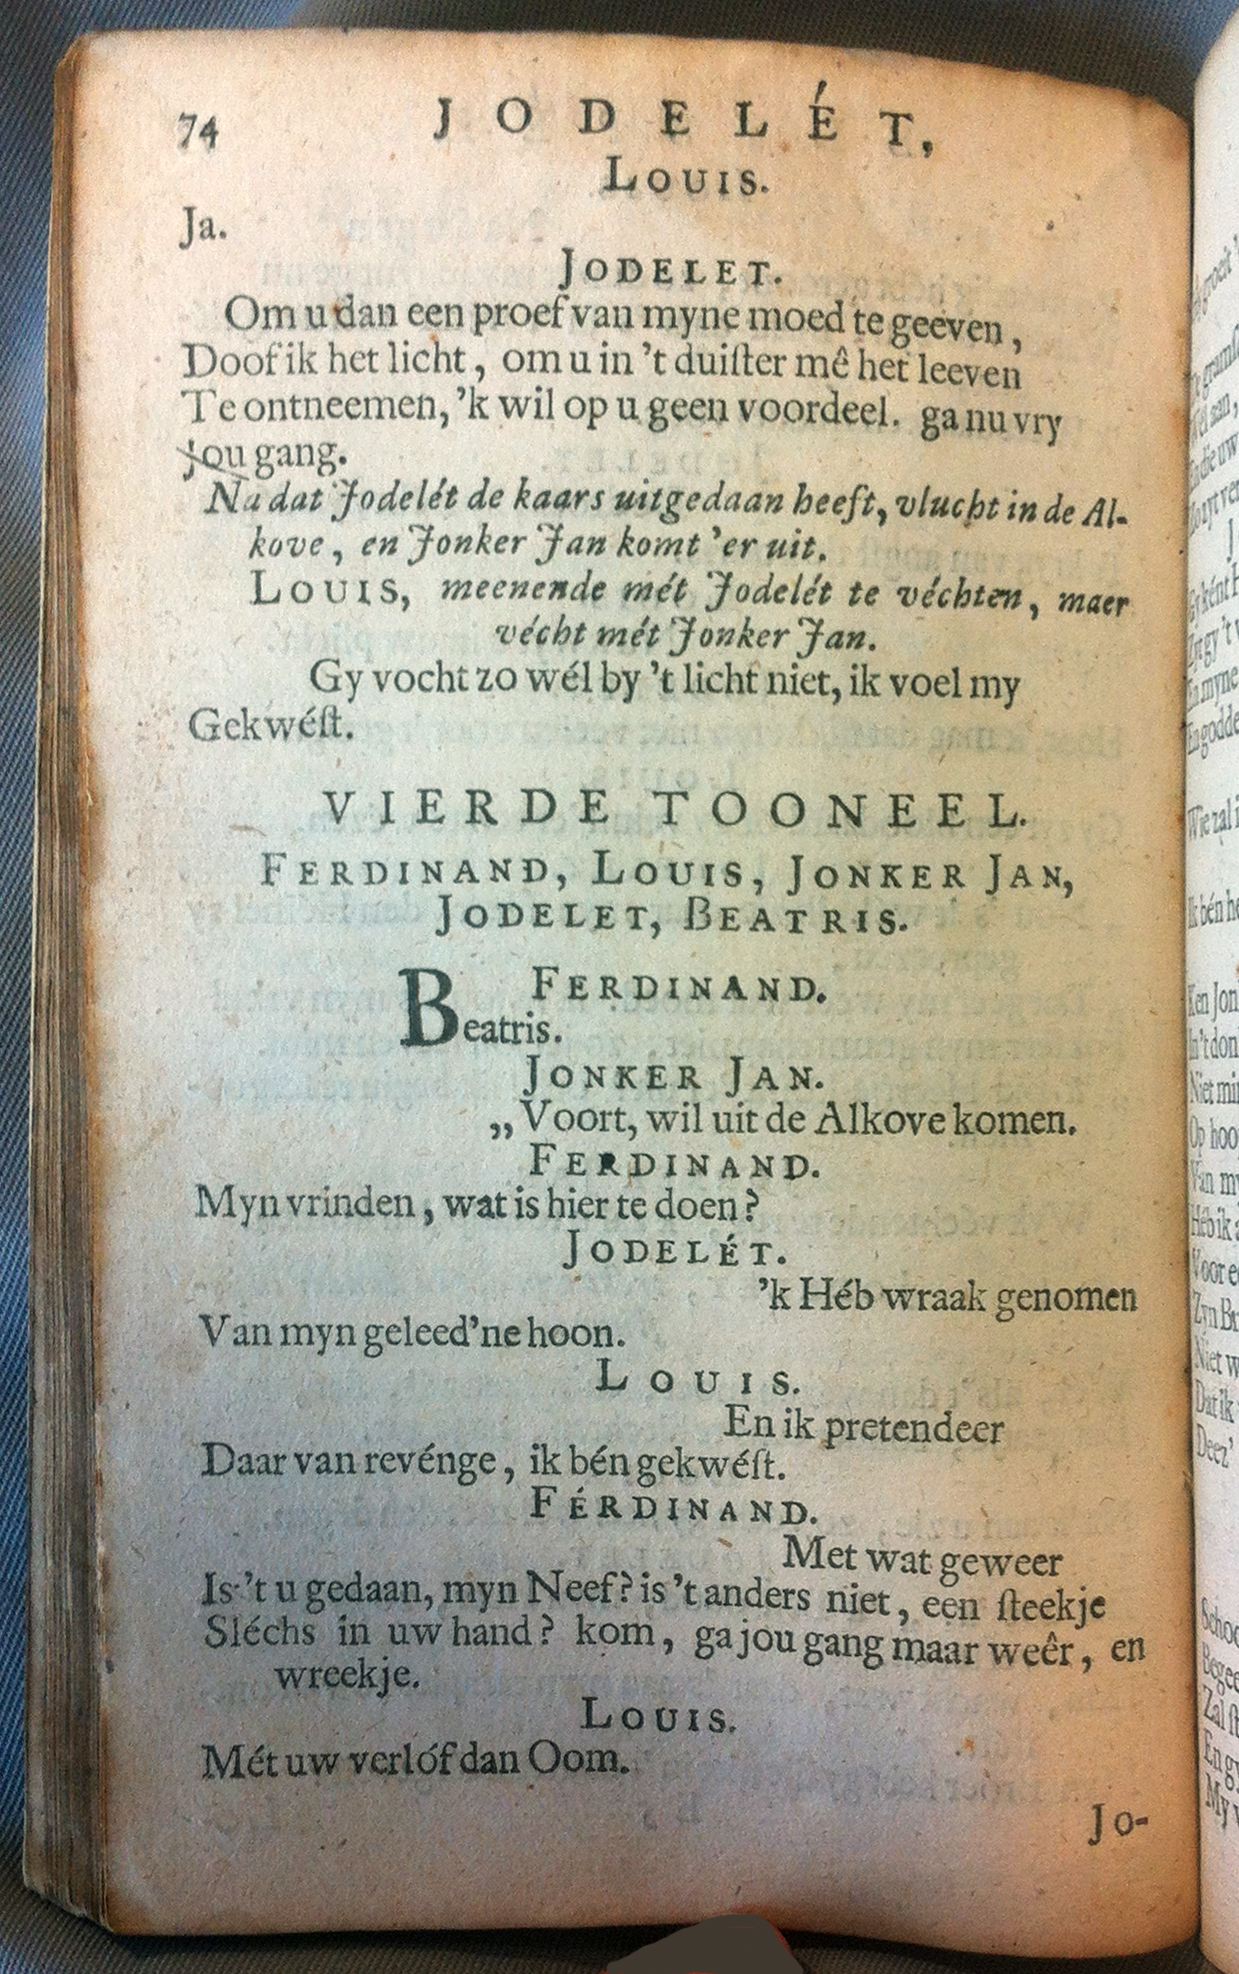 74 JODELÉT,
LOUIS.
Ja.
JODELET.
Om u dan een proef van myne moed te geeven,
Doof ik het licht, om u in 't duiſter mê het leeven
Te ontneemen, 'k wil op u geen voordeel. ga nu vry
jou gang.
Na dat Jodelét de kaars uitgedaan heeft, vlucht in de Al-
kove, en Jonker Jan komt 'er uit.
LOUIS, meenende mét Jodelét te véchten, maer
vécht mét Jonker Jan.
Gy vocht zo wél by 't licht niet, ik voel my
Gekwéſt.
VIERDE TOONEEL.
FERDINAND, LOUIS, JONKER JAN,
JODELET, BEATRIS.
FERDINAND.
Beatris.
JONKER JAN.
„Voort, wil uit de Alkove komen.
FERDINAND.
Myn vrinden, wat is hier te doen?
JODELÉT.
'k Héb wraak genomen
Van myn geleed'ne hoon.
LOUIS.
En ik pretendeer
Daar van revénge, ik bén gekwéſt.
FÉRDINAND.
Met wat geweer
Is 't u gedaan, myn Neef? is 't anders niet, een ſteekje
Sléchs in uw hand? kom, ga jou gang maar weêr, en
wreekje.
LOUIS.
Mét uw verlóf dan Oom.
JO-